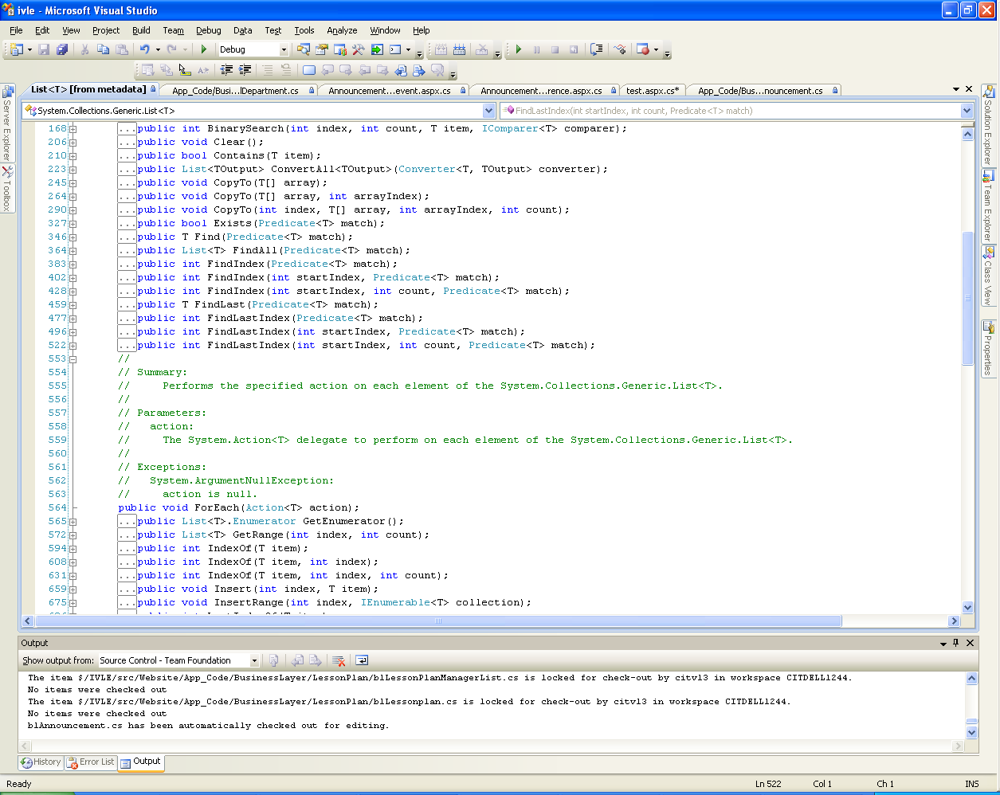 ivle - Microsoft Visual Studio
File Edit View Project Build Team Debug Data Test Tools Analyze Window Help
Debug
List<T> [from metadata] App_Code/Busi...lDepartment.cs Announcement...event.aspx.cs Announcement...rence.aspx.cs test.aspx.cs* App_Code/Bus...nouncement.cs
System.Collections.Generic.List<T> FindLastIndex(int startIndex, int count, Predicate<T> match)
168 ...public int BinarySearch(int index, int count, T item, IComparer<T> comparer);
206 ...public void Clear();
210 ...public bool Contains(T item);
223 ...public List<TOutput> ConvertAll<TOutput>(Converter<T, TOutput> converter);
245 ...public void CopyTo(T[] array);
264 ...public void CopyTo(T[] array, int arrayIndex);
290 ...public void CopyTo(int index, T[] array, int arrayIndex, int count);
327 ...public bool Exists(Predicate<T> match);
346 ...public T Find(Predicate<T> match);
364 ...public List<T> FindAll(Predicate<T> match);
383 ...public int FindIndex(Predicate<T> match);
402 ...public int FindIndex(int startIndex, Predicate<T> match);
428 ...public int FindIndex(int startIndex, int count, Predicate<T> match);
459 ...public T FindLast(Predicate<T> match);
477 ...public int FindLastIndex(Predicate<T> match);
496 ...public int FindLastIndex(int startIndex, Predicate<T> match);
522 ...public int FindLastIndex(int startIndex, int count, Predicate<T> match);
553 //
554 // Summary:
555 //     Performs the specified action on each element of the System.Collections.Generic.List<T>.
556 //
557 // Parameters:
558 //   action:
559 //     The System.Action<T> delegate to perform on each element of the System.Collections.Generic.List<T>.
560 //
561 // Exceptions:
562 //   System.ArgumentNullException:
563 //     action is null.
564 public void ForEach(Action<T> action);
565 ...public List<T>.Enumerator GetEnumerator();
572 ...public List<T> GetRange(int index, int count);
594 ...public int IndexOf(T item);
608 ...public int IndexOf(T item, int index);
631 ...public int IndexOf(T item, int index, int count);
659 ...public void Insert(int index, T item);
675 ...public void InsertRange(int index, IEnumerable<T> collection);
Server Explorer
Toolbox
Solution Explorer
Team Explorer
Class View
Properties
Output
Show output from: Source Control - Team Foundation
The item $/IVLE/src/Website/App_Code/BusinessLayer/LessonPlan/blLessonPlanManagerList.cs is locked for check-out by citvl3 in workspace CITDELL1244.
No items were checked out
The item $/IVLE/src/Website/App_Code/BusinessLayer/LessonPlan/blLessonplan.cs is locked for check-out by citvl3 in workspace CITDELL1244.
No items were checked out
blAnnouncement.cs has been automatically checked out for editing.
History Error List Output
Ready Ln 522 Col 1 Ch 1 INS